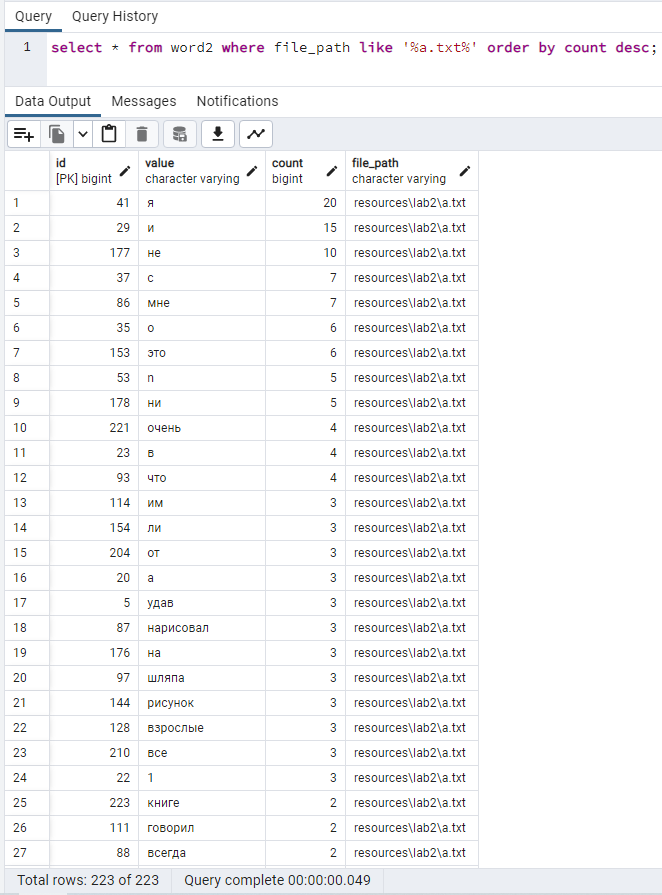 Query Query History
1 select * from word2 where file_path like '%a.txt%' order by count desc;
Data Output Messages Notifications
id value count file_path
[PK] bigint character varying bigint character varying
1 41 я 20 resources\lab2\a.txt
2 29 и 15 resources\lab2\a.txt
3 177 не 10 resources\lab2\a.txt
4 37 с 7 resources\lab2\a.txt
5 86 мне 7 resources\lab2\a.txt
6 35 о 6 resources\lab2\a.txt
7 153 это 6 resources\lab2\a.txt
8 53 n 5 resources\lab2\a.txt
9 178 ни 5 resources\lab2\a.txt
10 221 очень 4 resources\lab2\a.txt
11 23 в 4 resources\lab2\a.txt
12 93 что 4 resources\lab2\a.txt
13 114 им 3 resources\lab2\a.txt
14 154 ли 3 resources\lab2\a.txt
15 204 от 3 resources\lab2\a.txt
16 20 а 3 resources\lab2\a.txt
17 5 удав 3 resources\lab2\a.txt
18 87 нарисовал 3 resources\lab2\a.txt
19 176 на 3 resources\lab2\a.txt
20 97 шляпа 3 resources\lab2\a.txt
21 144 рисунок 3 resources\lab2\a.txt
22 128 взрослые 3 resources\lab2\a.txt
23 210 все 3 resources\lab2\a.txt
24 22 1 3 resources\lab2\a.txt
25 223 книге 2 resources\lab2\a.txt
26 111 говорил 2 resources\lab2\a.txt
27 88 всегда 2 resources\lab2\a.txt
Total rows: 223 of 223 Query complete 00:00:00.049